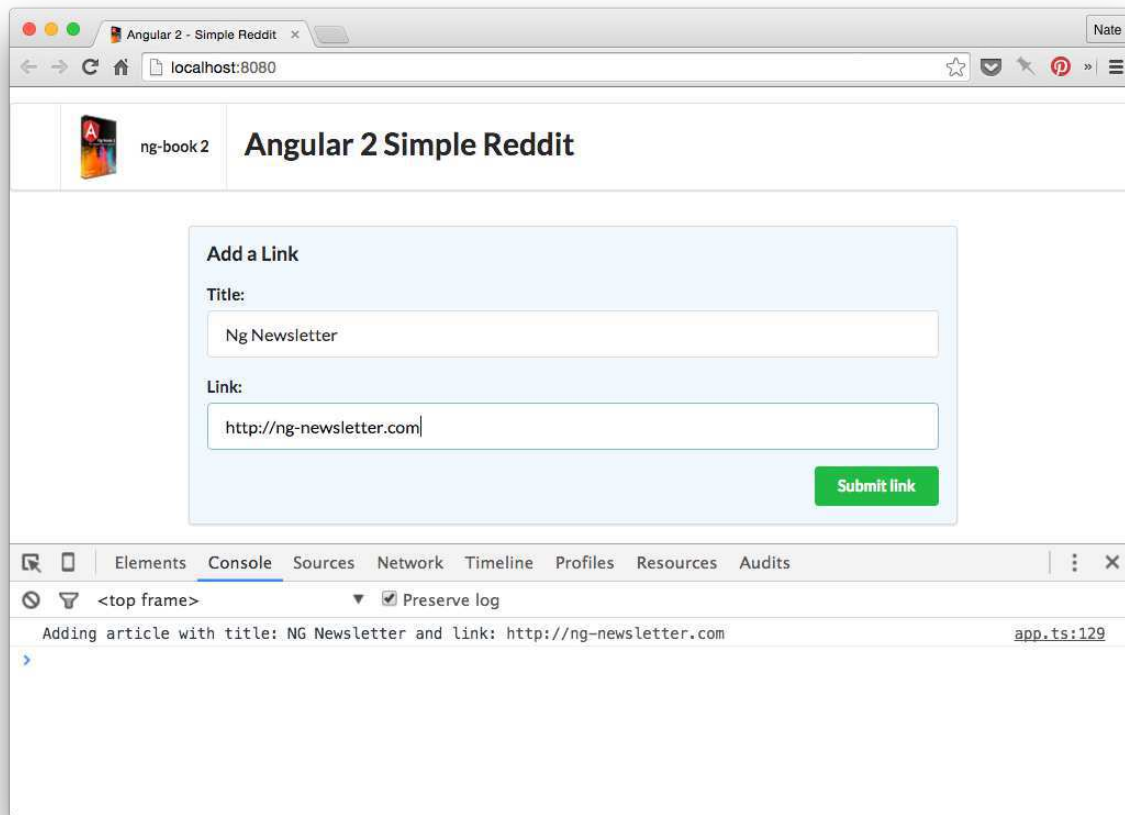 Angular 2 - Simple Reddit
Nate
localhost:8080
ng-book 2
Angular 2 Simple Reddit
Add a Link
Title:
Ng Newsletter
Link:
http://ng-newsletter.com
Submit link
Elements Console Sources Network Timeline Profiles Resources Audits
<top frame> Preserve log
Adding article with title: NG Newsletter and link: http://ng-newsletter.com app.ts:129